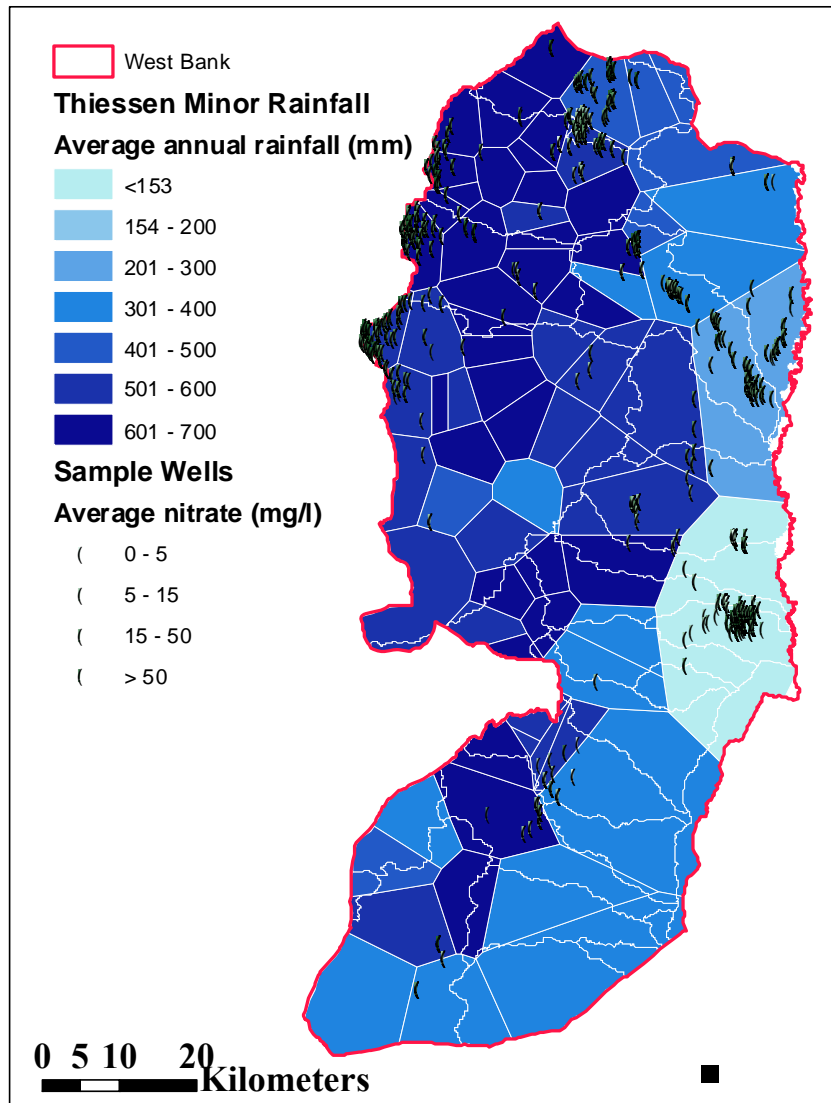 West Bank
Thiessen Minor Rainfall
Average annual rainfall (mm)
<153
154 - 200
201 - 300
301 - 400
401 - 500
501 - 600
601 - 700
Sample Wells
Average nitrate (mg/l)
0 - 5
5 - 15
15 - 50
> 50
0 5 10 20
Kilometers